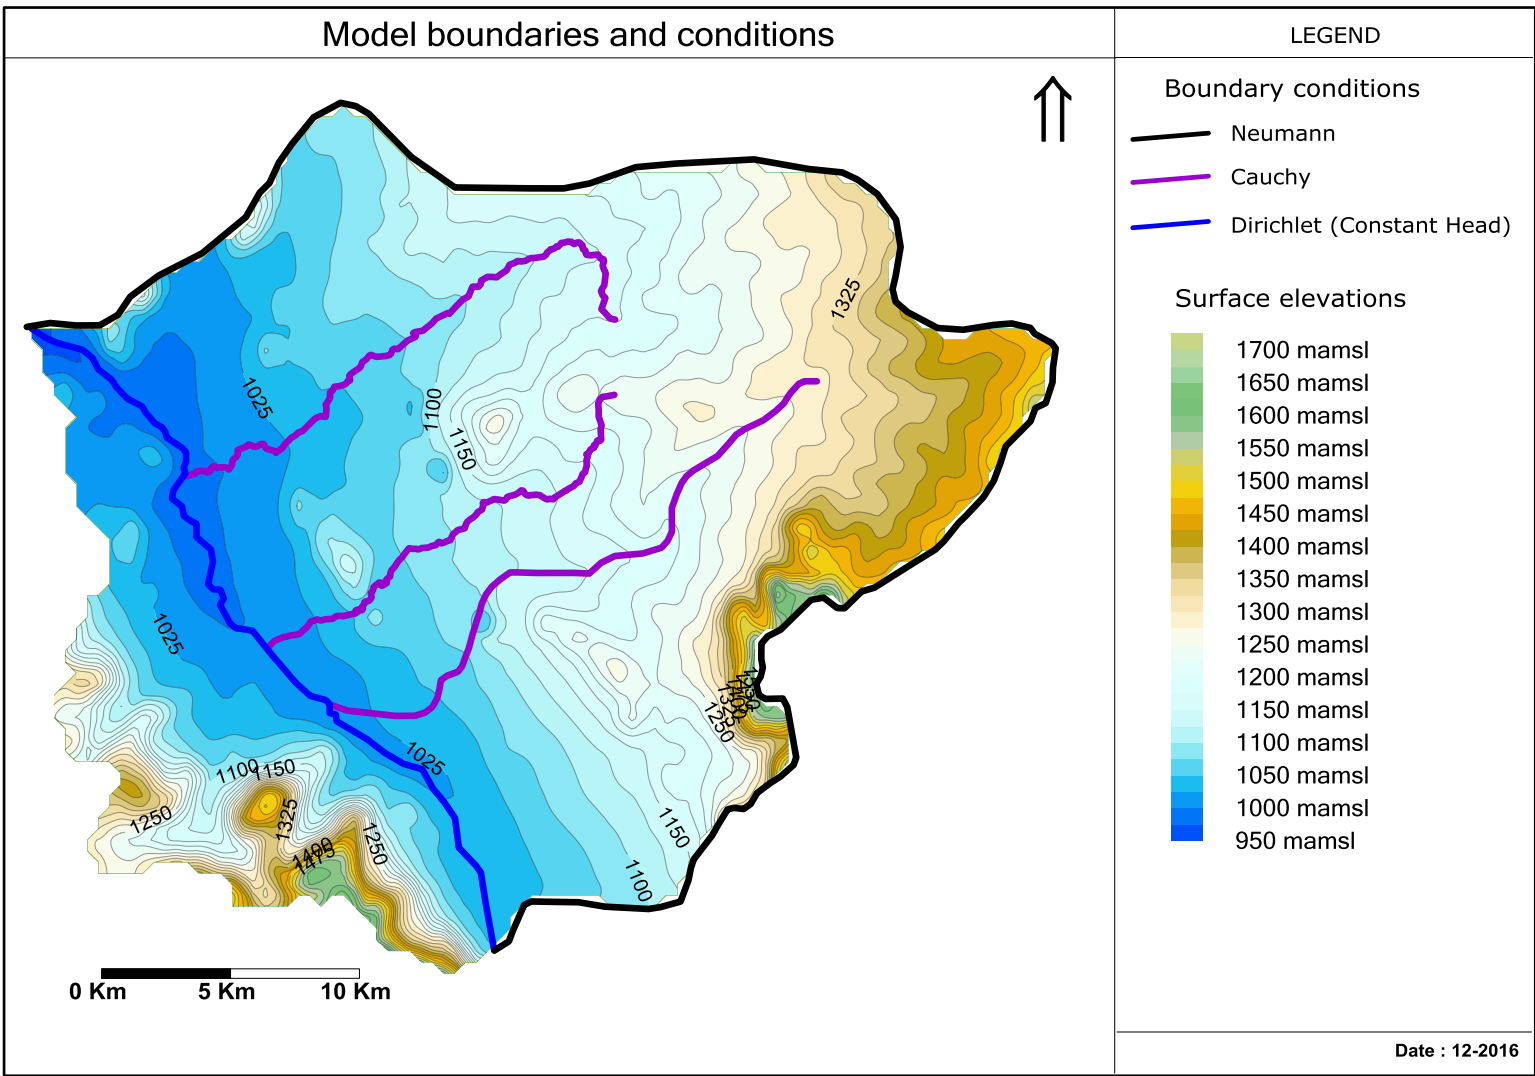 Model boundaries and conditions
LEGEND
Boundary conditions
Neumann
Cauchy
Dirichlet (Constant Head)
Surface elevations
1700 mamsl
1650 mamsl
1600 mamsl
1550 mamsl
1500 mamsl
1450 mamsl
1400 mamsl
1350 mamsl
1300 mamsl
1250 mamsl
1200 mamsl
1150 mamsl
1100 mamsl
1050 mamsl
1000 mamsl
950 mamsl
1325
1025
1100
1150
1025
1325
1250
1025
1100
1150
1250
1325
1475
1250
1150
1100
0 Km
5 Km
10 Km
Date : 12-2016